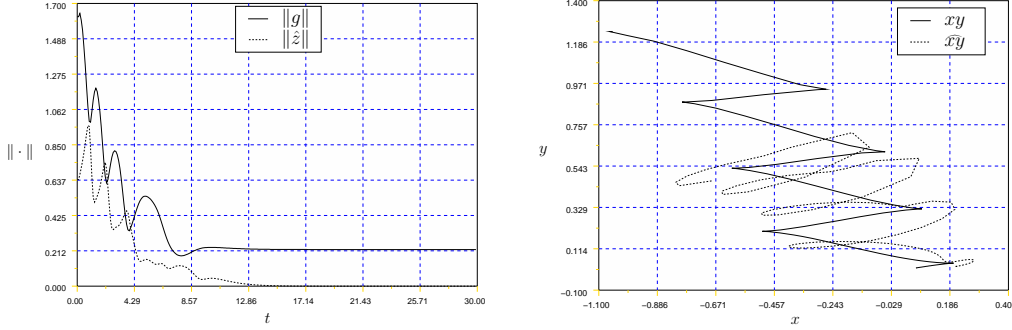 1.700
1.488
1.275
1.062
0.850
0.637
0.425
0.212
0.000
‖ · ‖
0.00 4.29 8.57 12.86 17.14 21.43 25.71 30.00
t
‖g‖
‖ẑ‖
1.400
1.186
0.971
0.757
0.543
0.329
0.114
−0.100
y
−1.100 −0.886 −0.671 −0.457 −0.243 −0.029 0.186 0.40
x
xy
x͡y